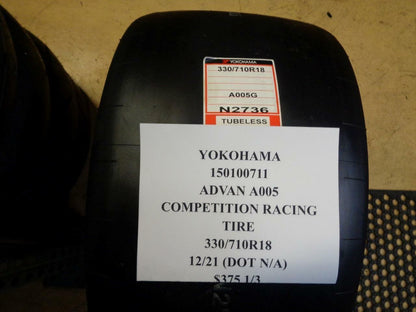 YOKOHAMA
330/710R18
A005G
N2736
TUBELESS
YOKOHAMA
150100711
ADVAN A005
COMPETITION RACING
TIRE
330/710R18
12/21 (DOT N/A)
$375 1/3